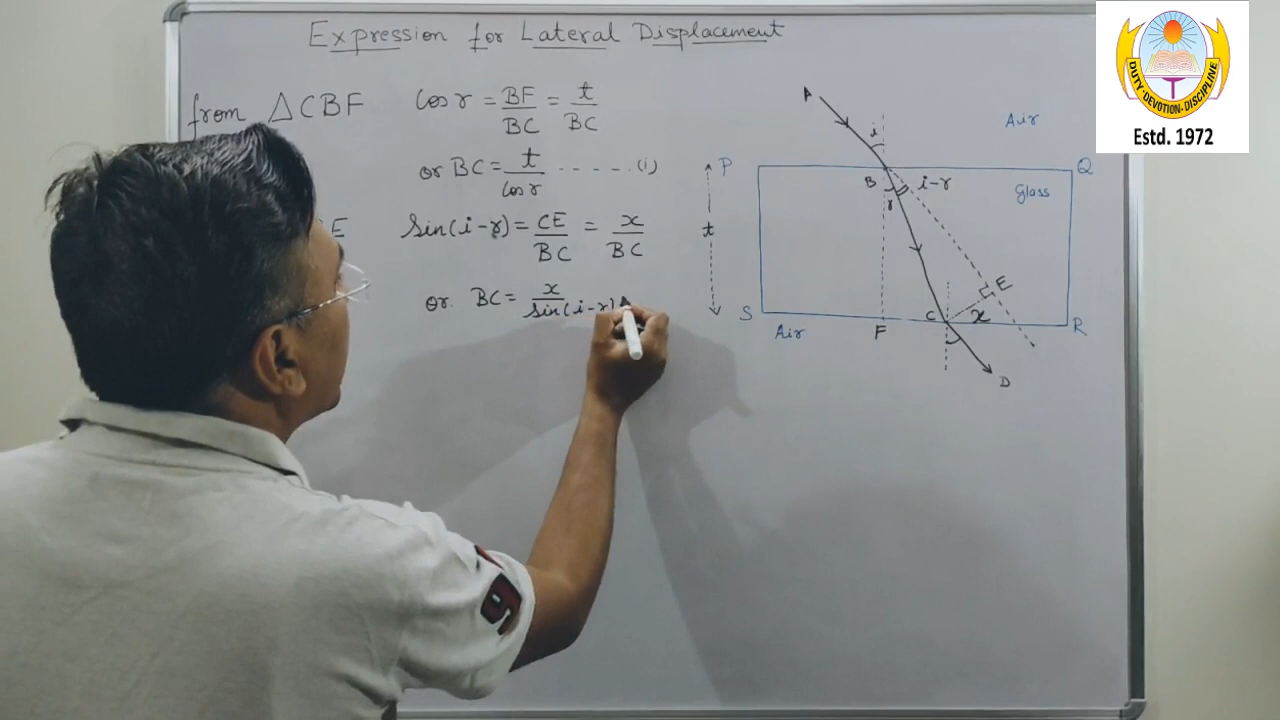 Expression for Lateral Displacement
from △CBF cos r = BF/BC = t/BC
or BC = t/cos r -----(i)
E sin(i-r) = CE/BC = x/BC
or BC = x/sin(i-r)
A
i
Air
P
Q
B
r
i-r
Glass
t
E
S
Air
F
C
x
R
D
DUTY·DEVOTION·DISCIPLINE
Estd. 1972